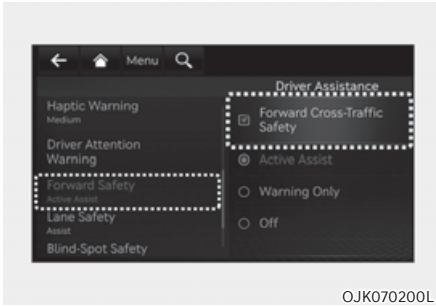 Menu
Driver Assistance
Haptic Warning
Medium
Driver Attention
Warning
Forward Safety
Active Assist
Lane Safety
Assist
Blind-Spot Safety
Forward Cross-Traffic
Safety
Active Assist
Warning Only
Off
OJK070200L